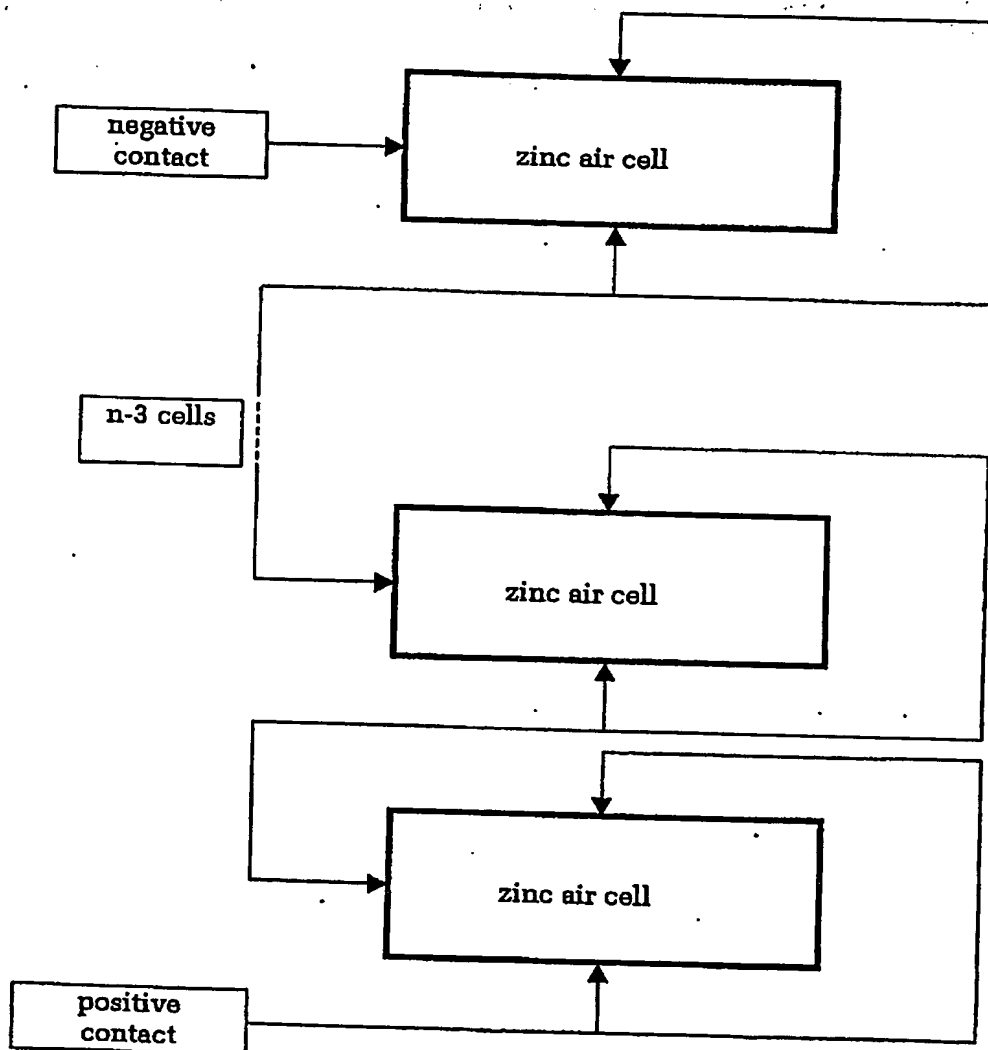 negative
contact
zinc air cell
n-3 cells
zinc air cell
zinc air cell
positive
contact